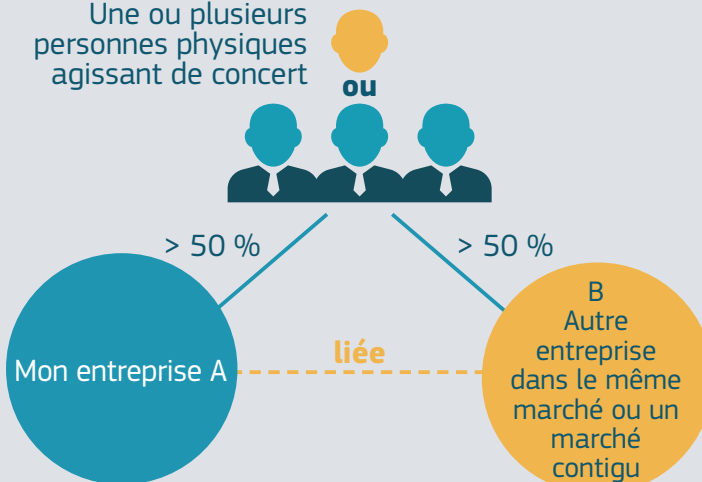 Une ou plusieurs
personnes physiques
agissant de concert
ou
> 50 %
> 50 %
Mon entreprise A
liée
B
Autre
entreprise
dans le même
marché ou un
marché
contigu